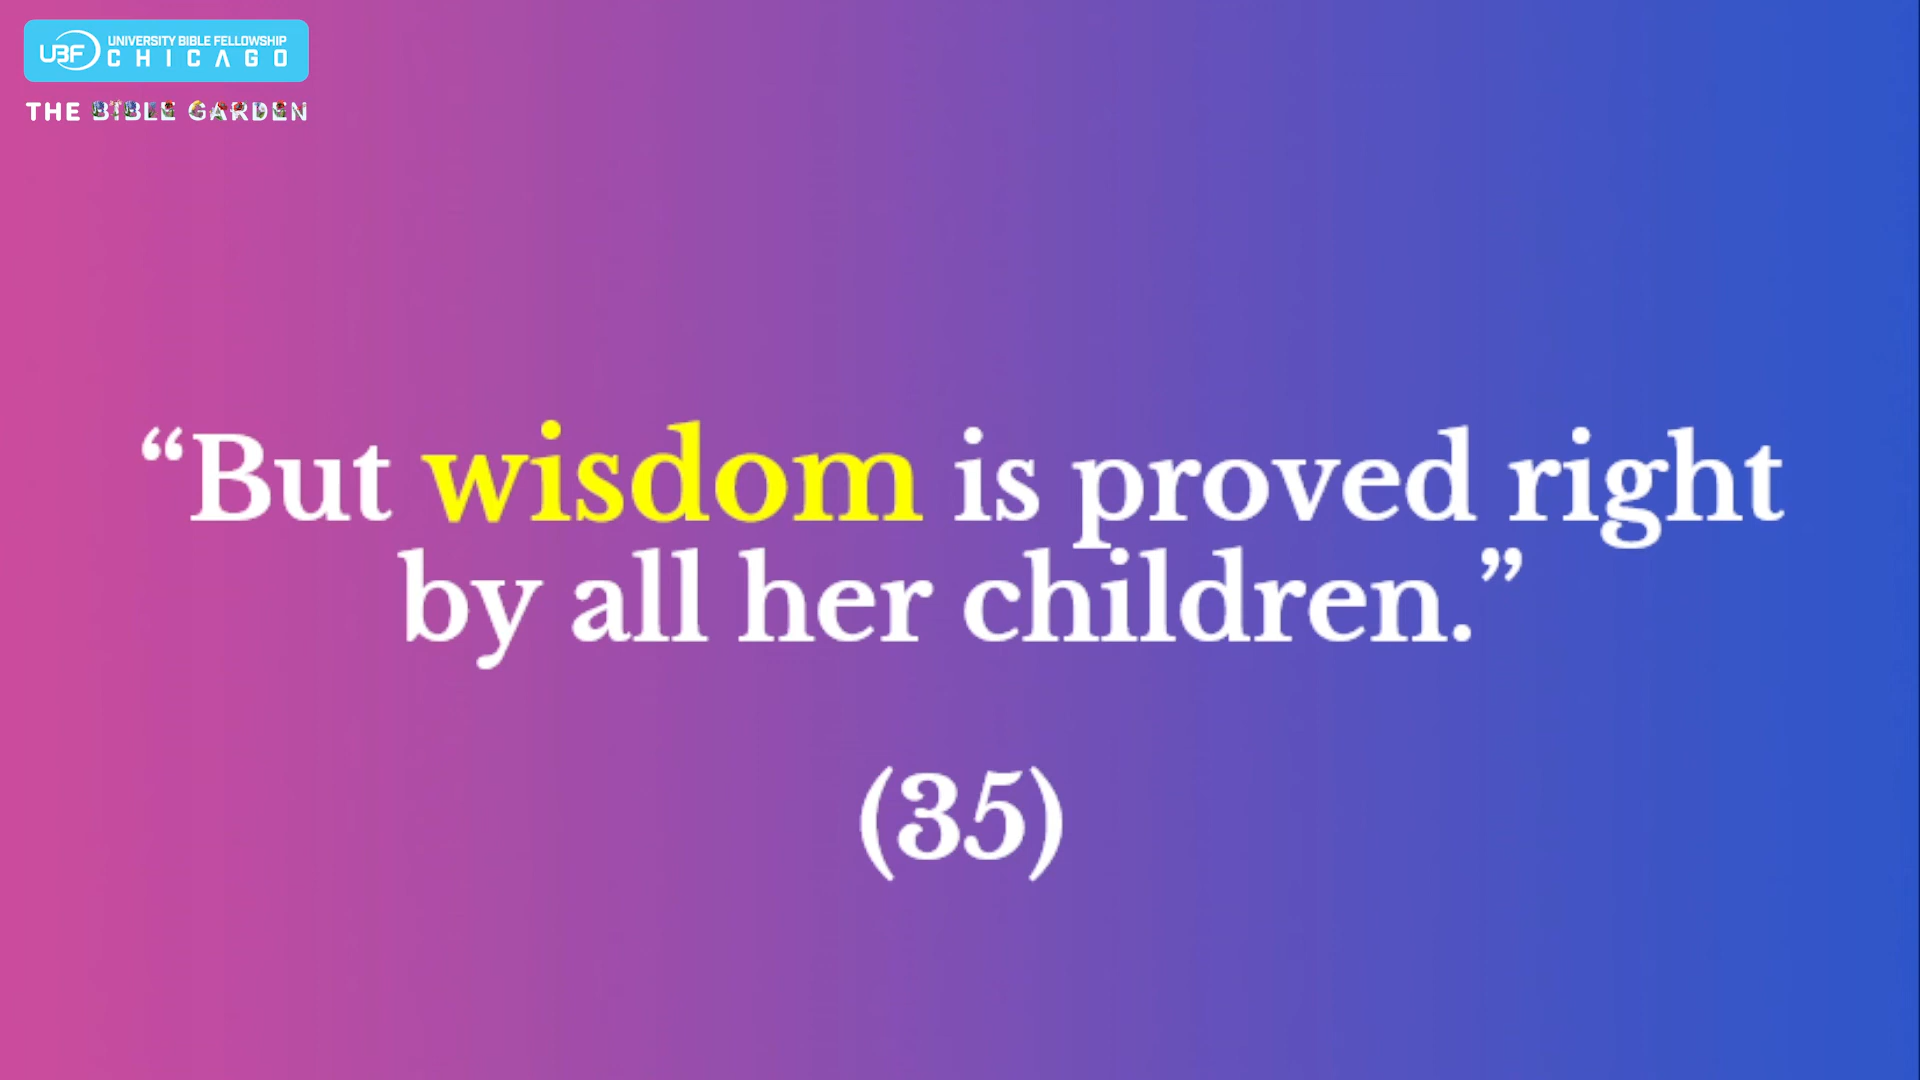 UBF
UNIVERSITY BIBLE FELLOWSHIP
CHICAGO
THE BIBLE GARDEN
“But wisdom is proved right
by all her children.”
(35)